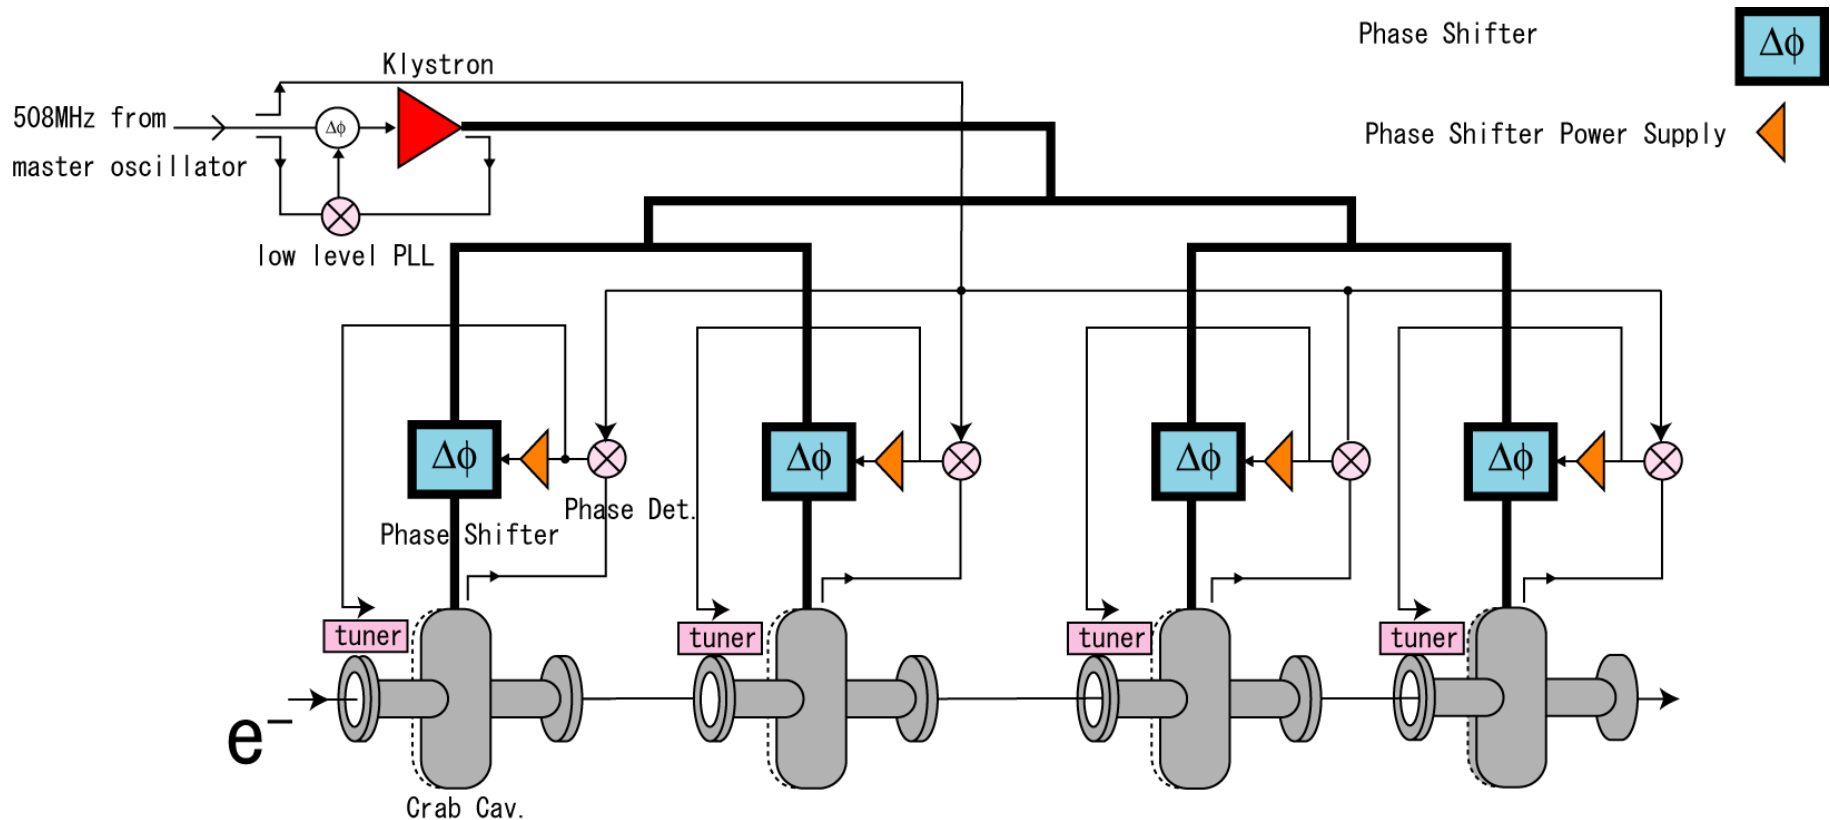 Phase Shifter
Δϕ
Klystron
508MHz from
Δϕ
Phase Shifter Power Supply
master oscillator
low level PLL
Δϕ
Δϕ
Δϕ
Δϕ
Phase Det.
Phase Shifter
tuner
tuner
tuner
tuner
e−
Crab Cav.